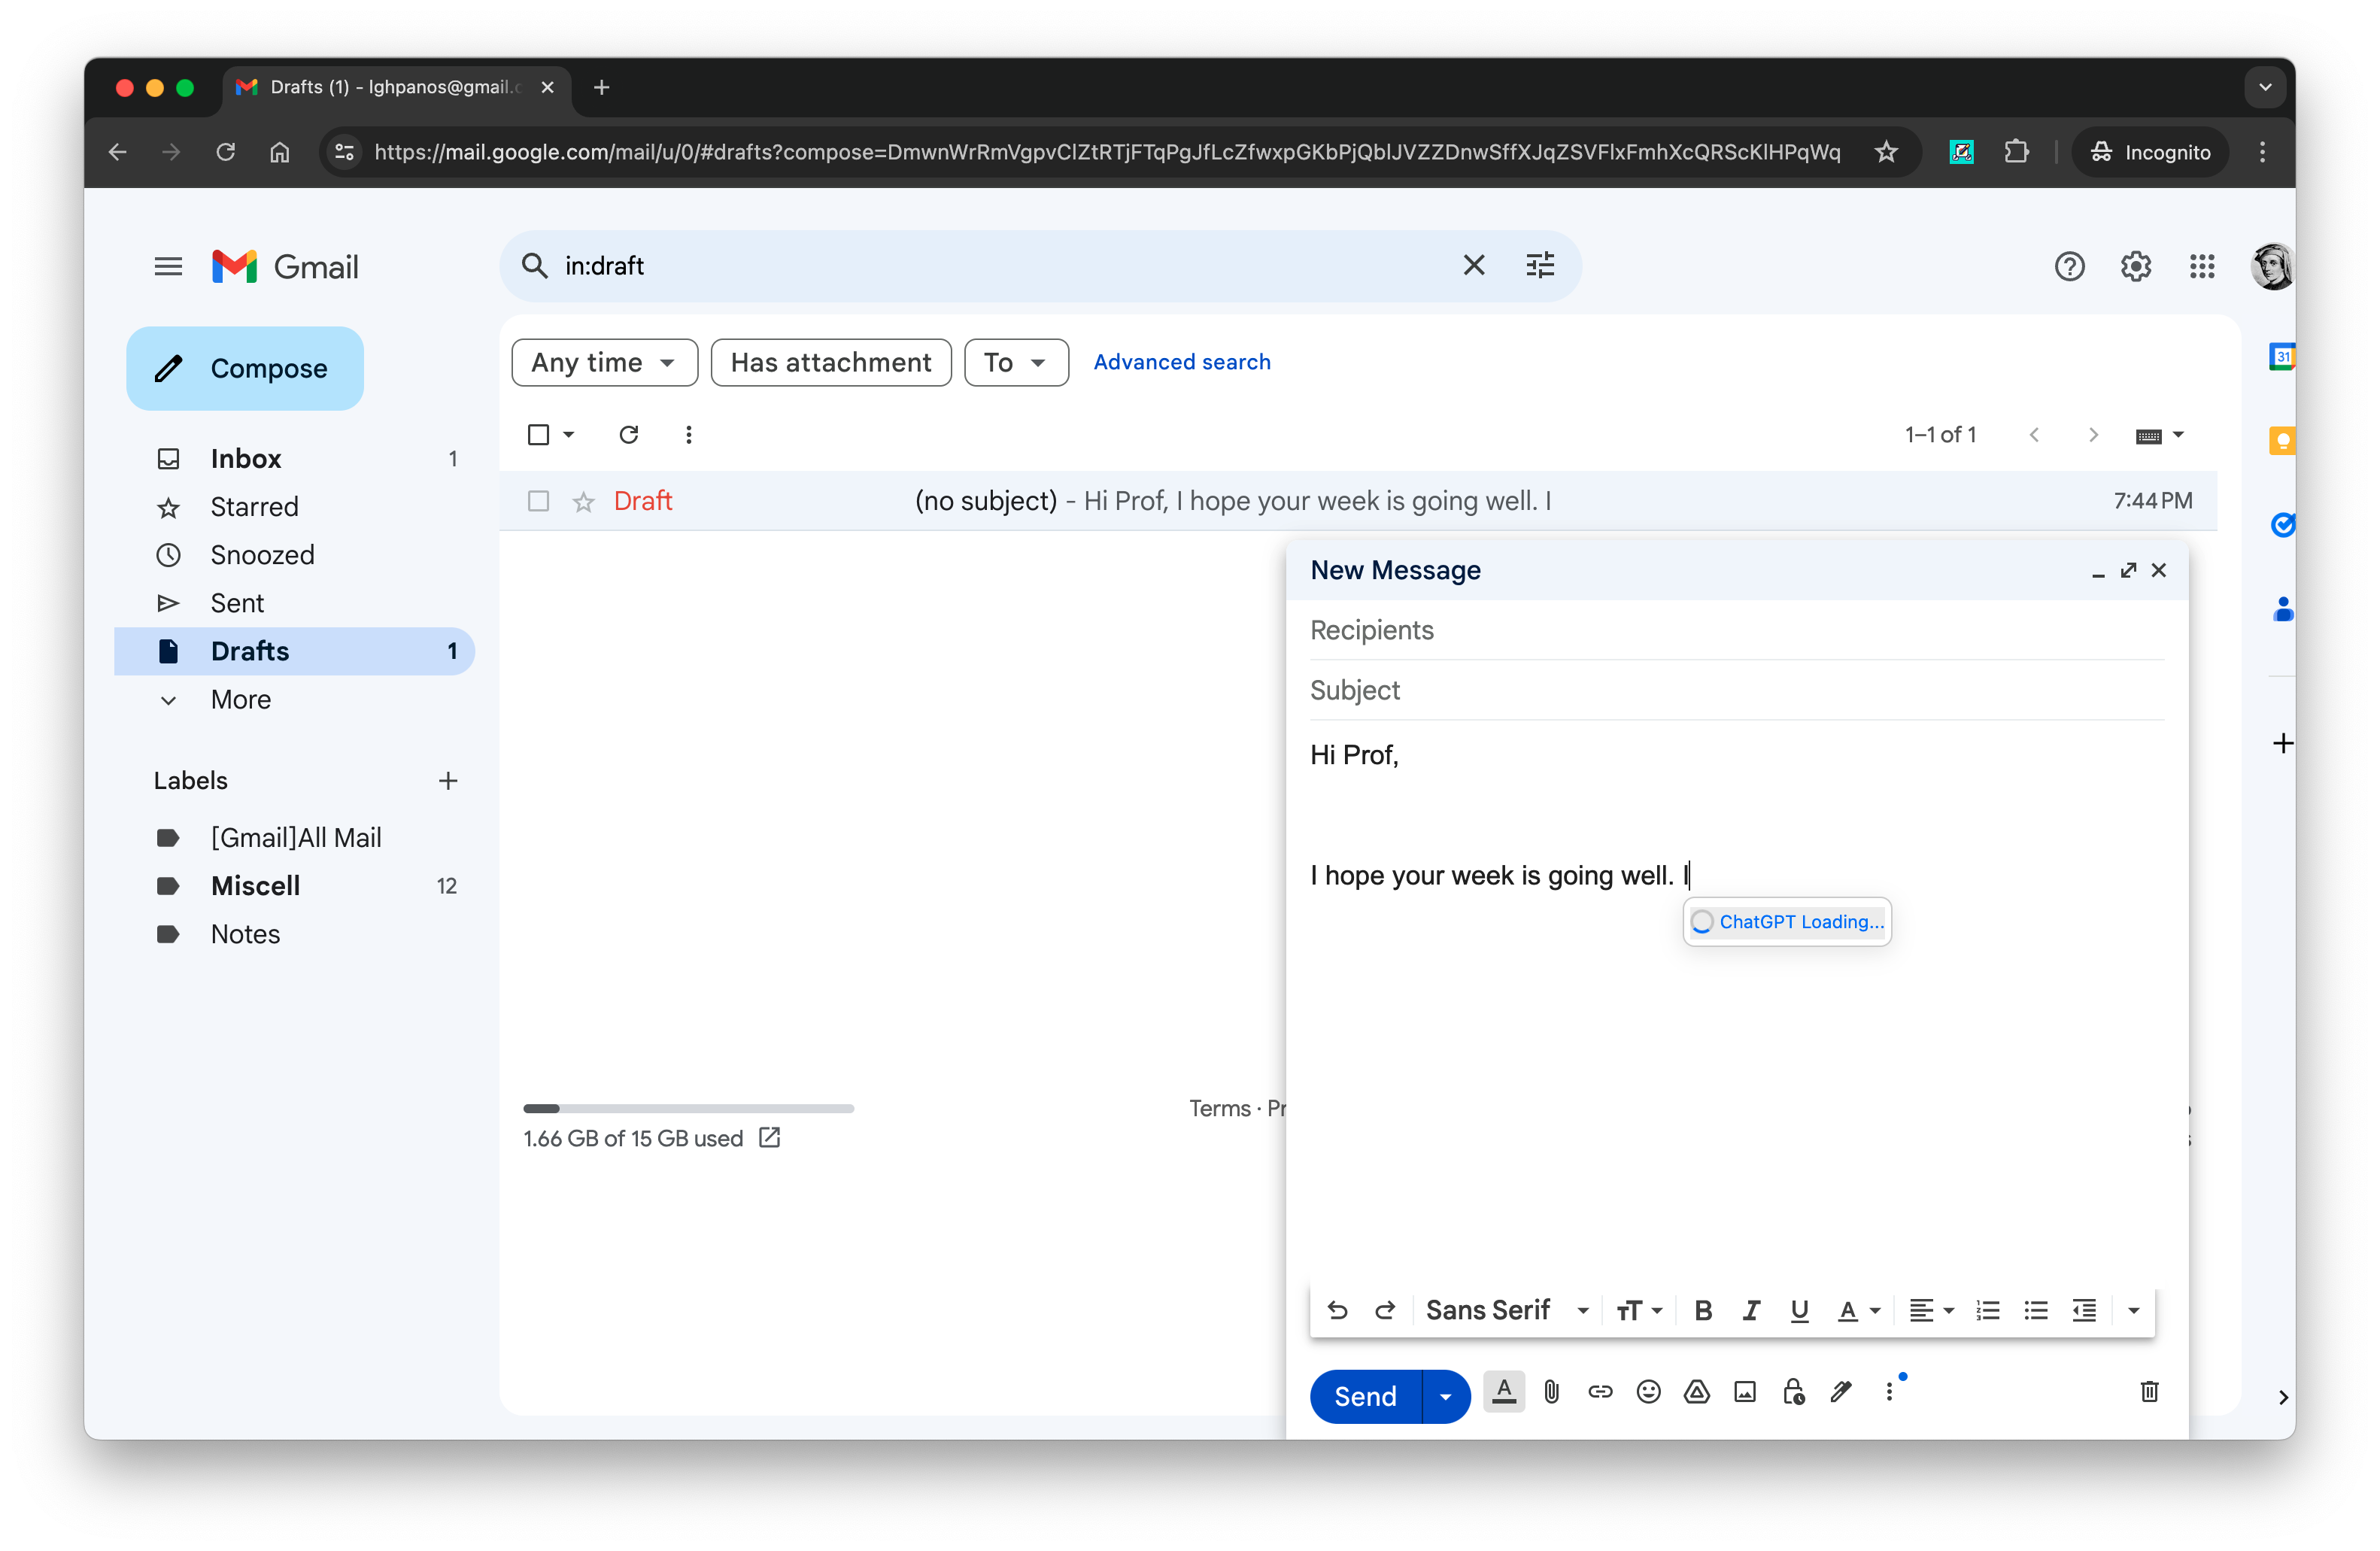 Drafts (1) - lghpanos@gmail.c
https://mail.google.com/mail/u/0/#drafts?compose=DmwnWrRmVgpvClZtRTjFTqPgJfLcZfwxpGKbPjQblJVZZDnwSffXJqZSVFlxFmhXcQRScKlHPqWq
Incognito
Gmail
in:draft
Compose
Any time
Has attachment
To
Advanced search
Inbox 1
Starred
Snoozed
Sent
Drafts 1
More
Labels
[Gmail]All Mail
Miscell 12
Notes
1–1 of 1
Draft (no subject) - Hi Prof, I hope your week is going well. I 7:44 PM
31
New Message
Recipients
Subject
Hi Prof,
I hope your week is going well. I
ChatGPT Loading...
Terms · Pr
1.66 GB of 15 GB used
Sans Serif
Send